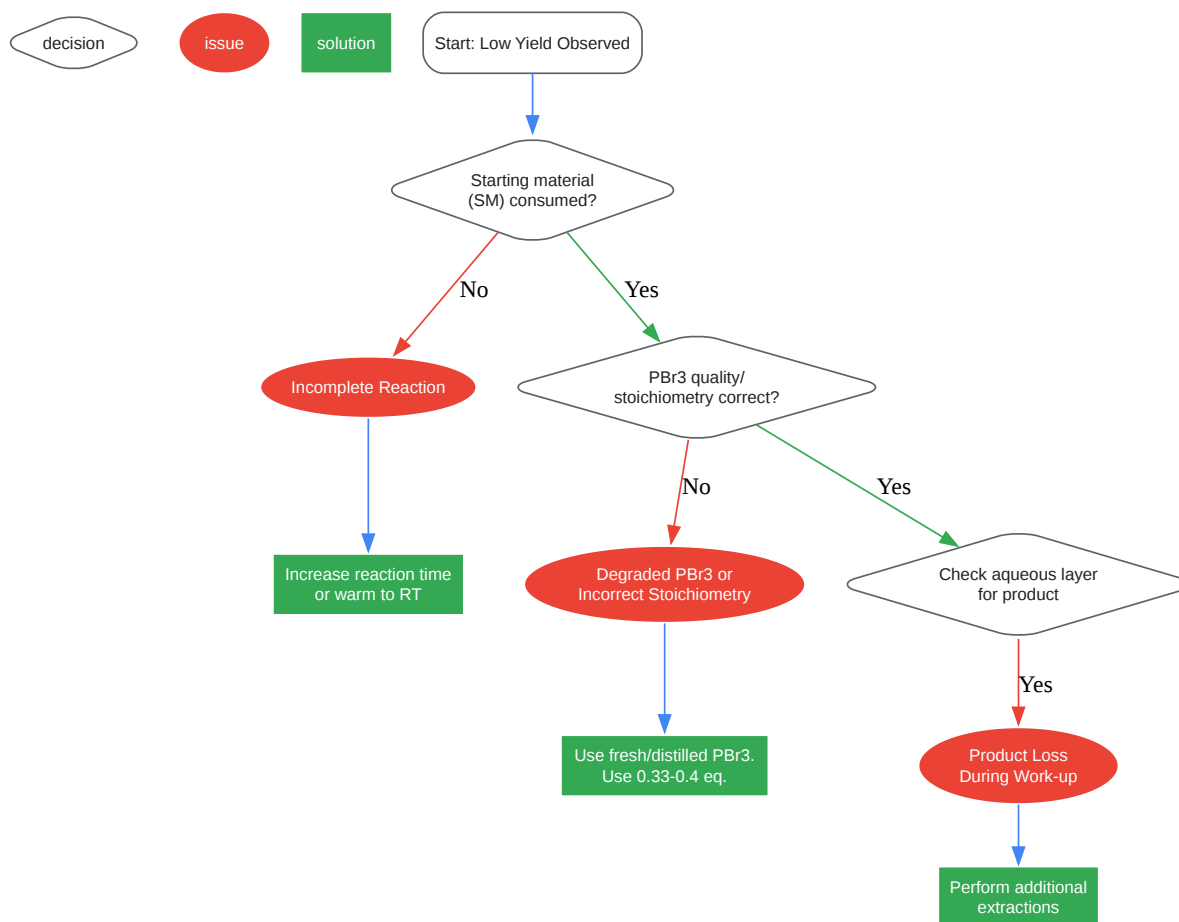 decision
issue
solution
Start: Low Yield Observed
Starting material
(SM) consumed?
No
Yes
Incomplete Reaction
PBr3 quality/
stoichiometry correct?
No
Yes
Increase reaction time
or warm to RT
Degraded PBr3 or
Incorrect Stoichiometry
Check aqueous layer
for product
Yes
Use fresh/distilled PBr3.
Use 0.33-0.4 eq.
Product Loss
During Work-up
Perform additional
extractions